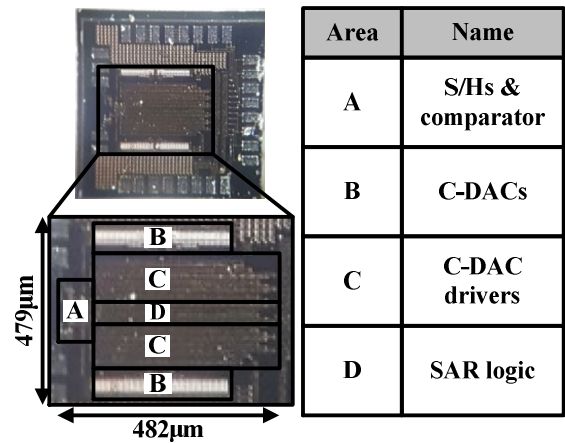 Area Name
A S/Hs &
comparator
B C-DACs
C C-DAC
drivers
D SAR logic
B
C
A D
C
B
479μm
482μm